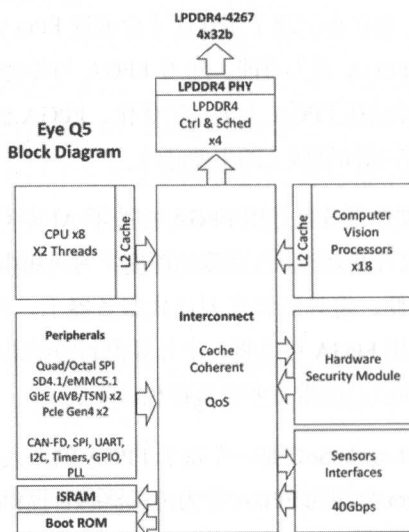 LPDDR4-4267
4x32b
LPDDR4 PHY
LPDDR4
Ctrl & Sched
x4
Eye Q5
Block Diagram
CPU x8
X2 Threads
L2 Cache
L2 Cache
Computer
Vision
Processors
x18
Peripherals
Quad/Octal SPI
SD4.1/eMMC5.1
GbE (AVB/TSN) x2
PcIe Gen4 x2
CAN-FD, SPI, UART,
I2C, Timers, GPIO,
PLL
Interconnect
Cache
Coherent
QoS
Hardware
Security Module
Sensors
Interfaces
40Gbps
iSRAM
Boot ROM